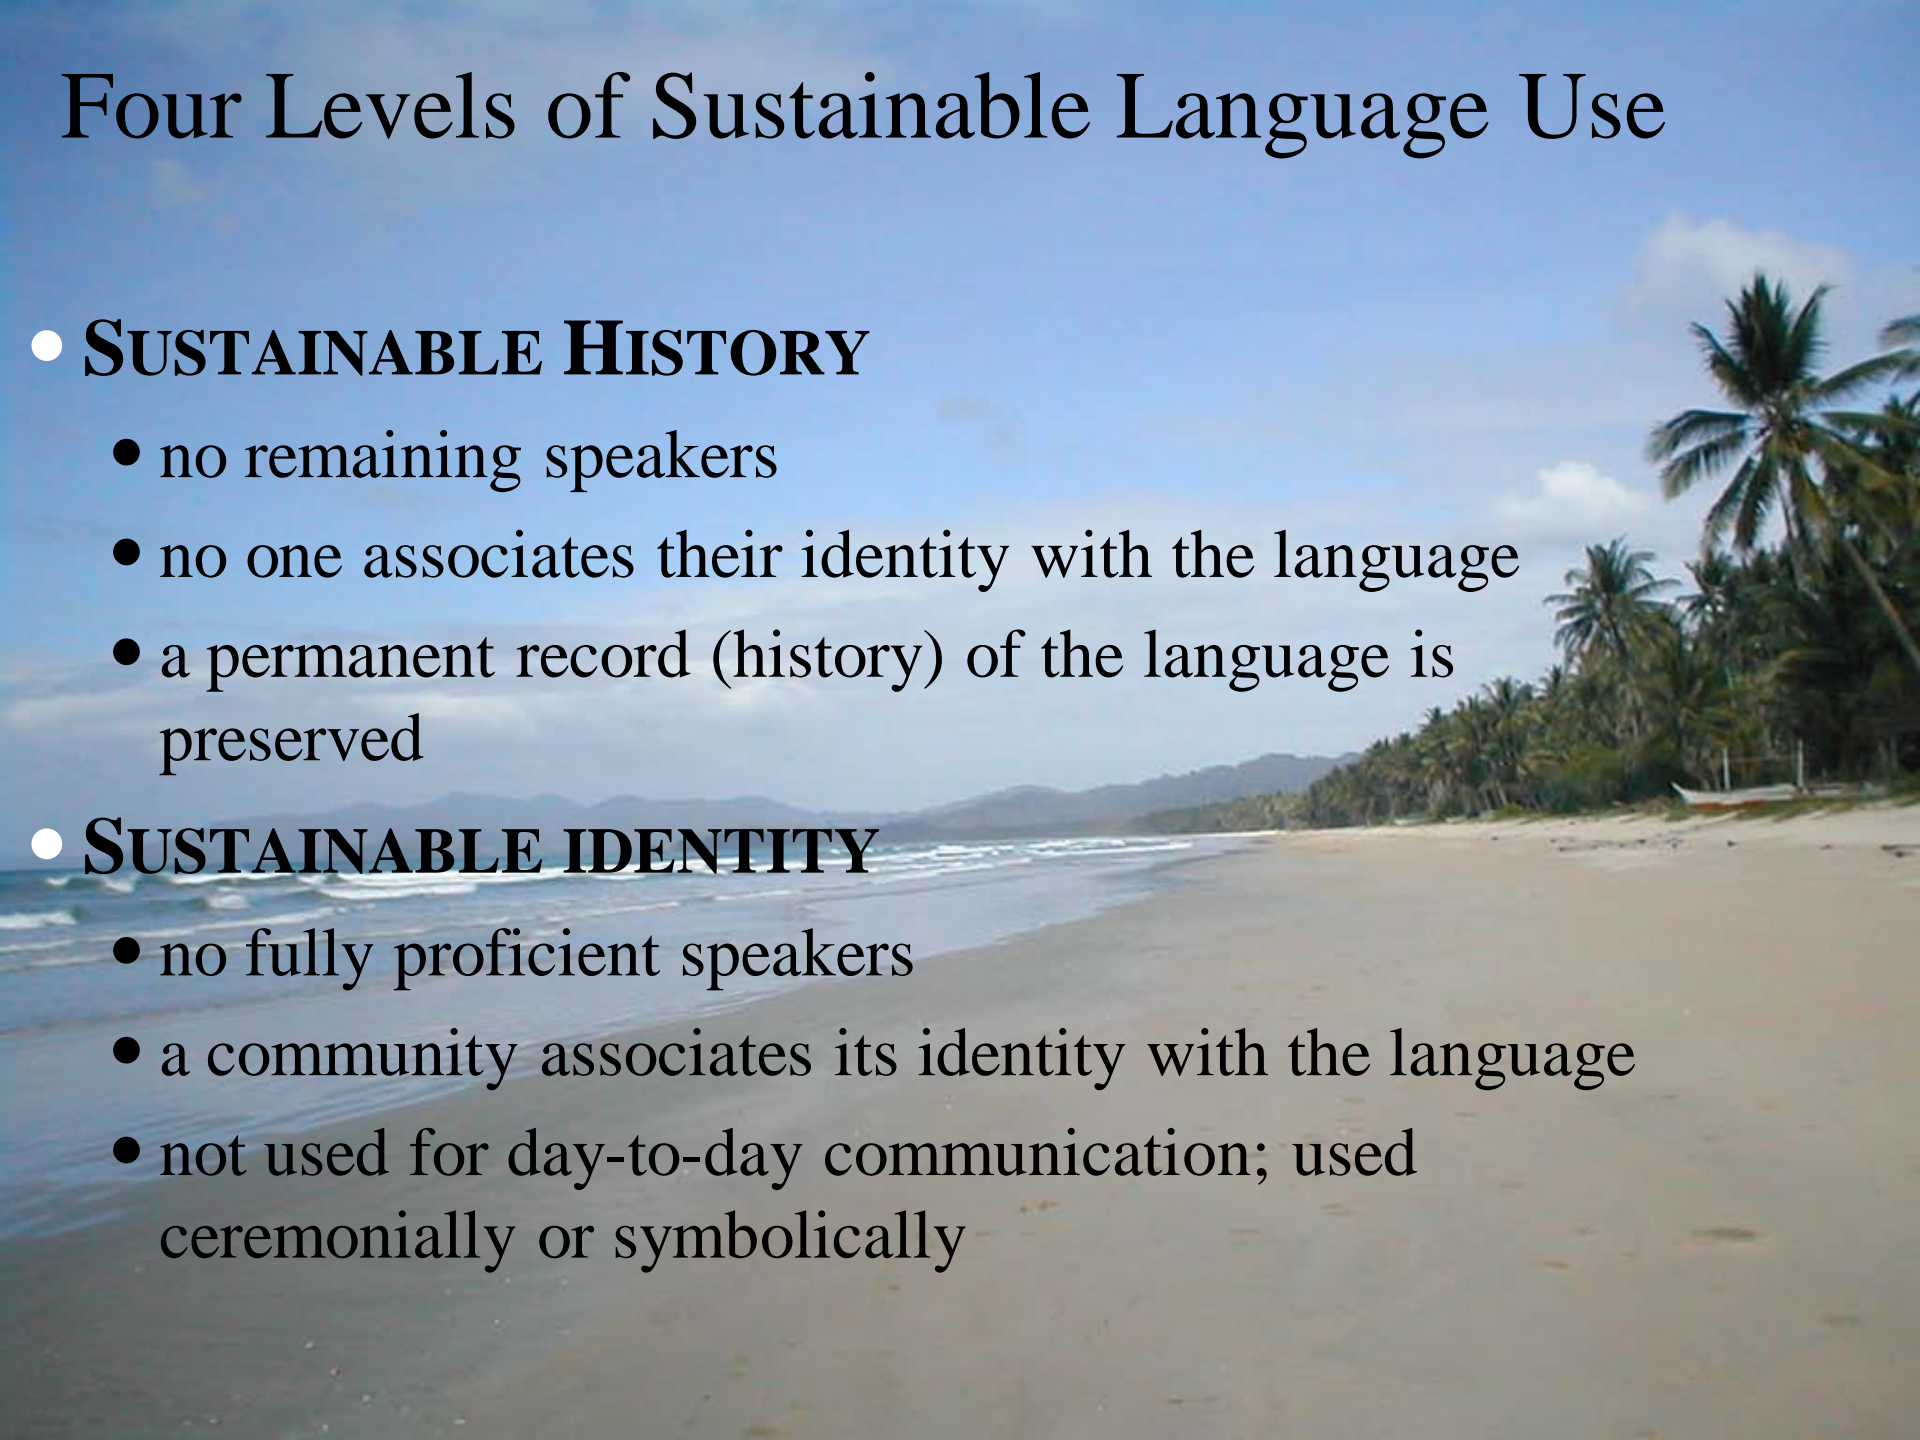 Four Levels of Sustainable Language Use
• SUSTAINABLE HISTORY
• no remaining speakers
• no one associates their identity with the language
• a permanent record (history) of the language is
preserved
• SUSTAINABLE IDENTITY
• no fully proficient speakers
• a community associates its identity with the language
• not used for day-to-day communication; used
ceremonially or symbolically